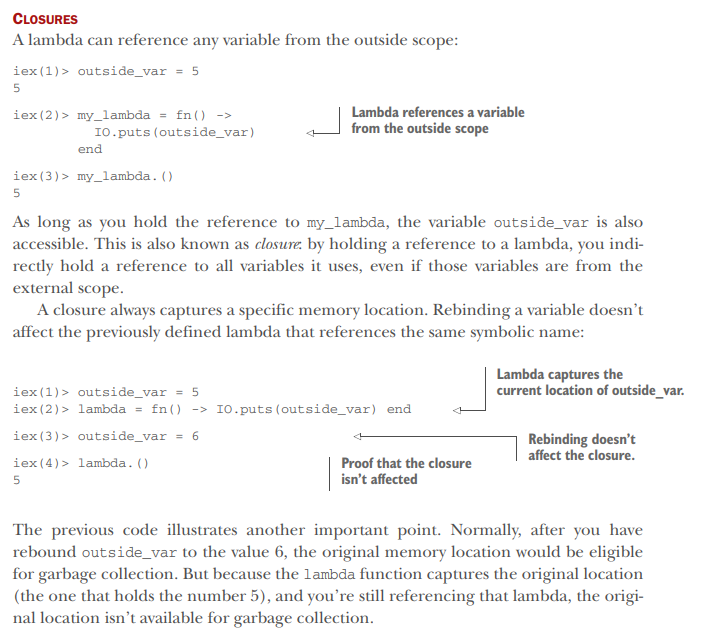 CLOSURES
A lambda can reference any variable from the outside scope:
iex(1)> outside_var = 5
5
iex(2)> my_lambda = fn() ->
IO.puts(outside_var)
end
Lambda references a variable
from the outside scope
iex(3)> my_lambda.()
5
As long as you hold the reference to my_lambda, the variable outside_var is also
accessible. This is also known as closure: by holding a reference to a lambda, you indi-
rectly hold a reference to all variables it uses, even if those variables are from the
external scope.
A closure always captures a specific memory location. Rebinding a variable doesn't
affect the previously defined lambda that references the same symbolic name:
Lambda captures the
current location of outside_var.
iex(1)> outside_var = 5
iex(2)> lambda = fn() -> IO.puts(outside_var) end
iex(3)> outside_var = 6
Rebinding doesn't
affect the closure.
iex(4)> lambda.()
5
Proof that the closure
isn't affected
The previous code illustrates another important point. Normally, after you have
rebound outside_var to the value 6, the original memory location would be eligible
for garbage collection. But because the lambda function captures the original location
(the one that holds the number 5), and you're still referencing that lambda, the origi-
nal location isn't available for garbage collection.